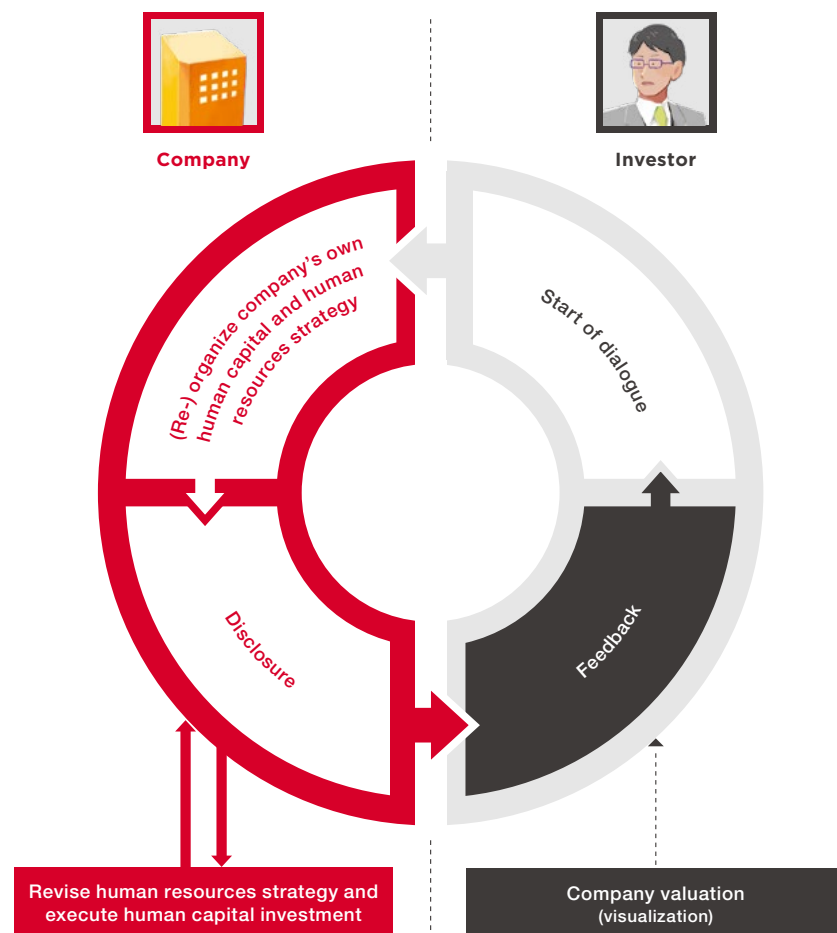 Company
Investor
(Re-) organize company's own
human capital and human
resources strategy
Start of dialogue
Disclosure
Feedback
Revise human resources strategy and
execute human capital investment
Company valuation
(visualization)